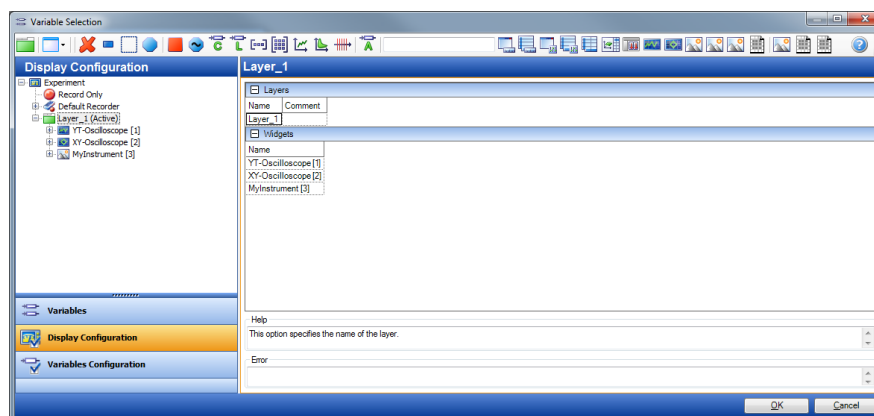 Variable Selection
Display Configuration
Layer_1
Experiment
Record Only
Default Recorder
Layer_1 (Active)
YT-Oscilloscope [1]
XY-Oscilloscope [2]
MyInstrument [3]
Layers
Name Comment
Layer_1
Widgets
Name
YT-Oscilloscope [1]
XY-Oscilloscope [2]
MyInstrument [3]
Variables
Display Configuration
Variables Configuration
Help
This option specifies the name of the layer.
Error
OK Cancel